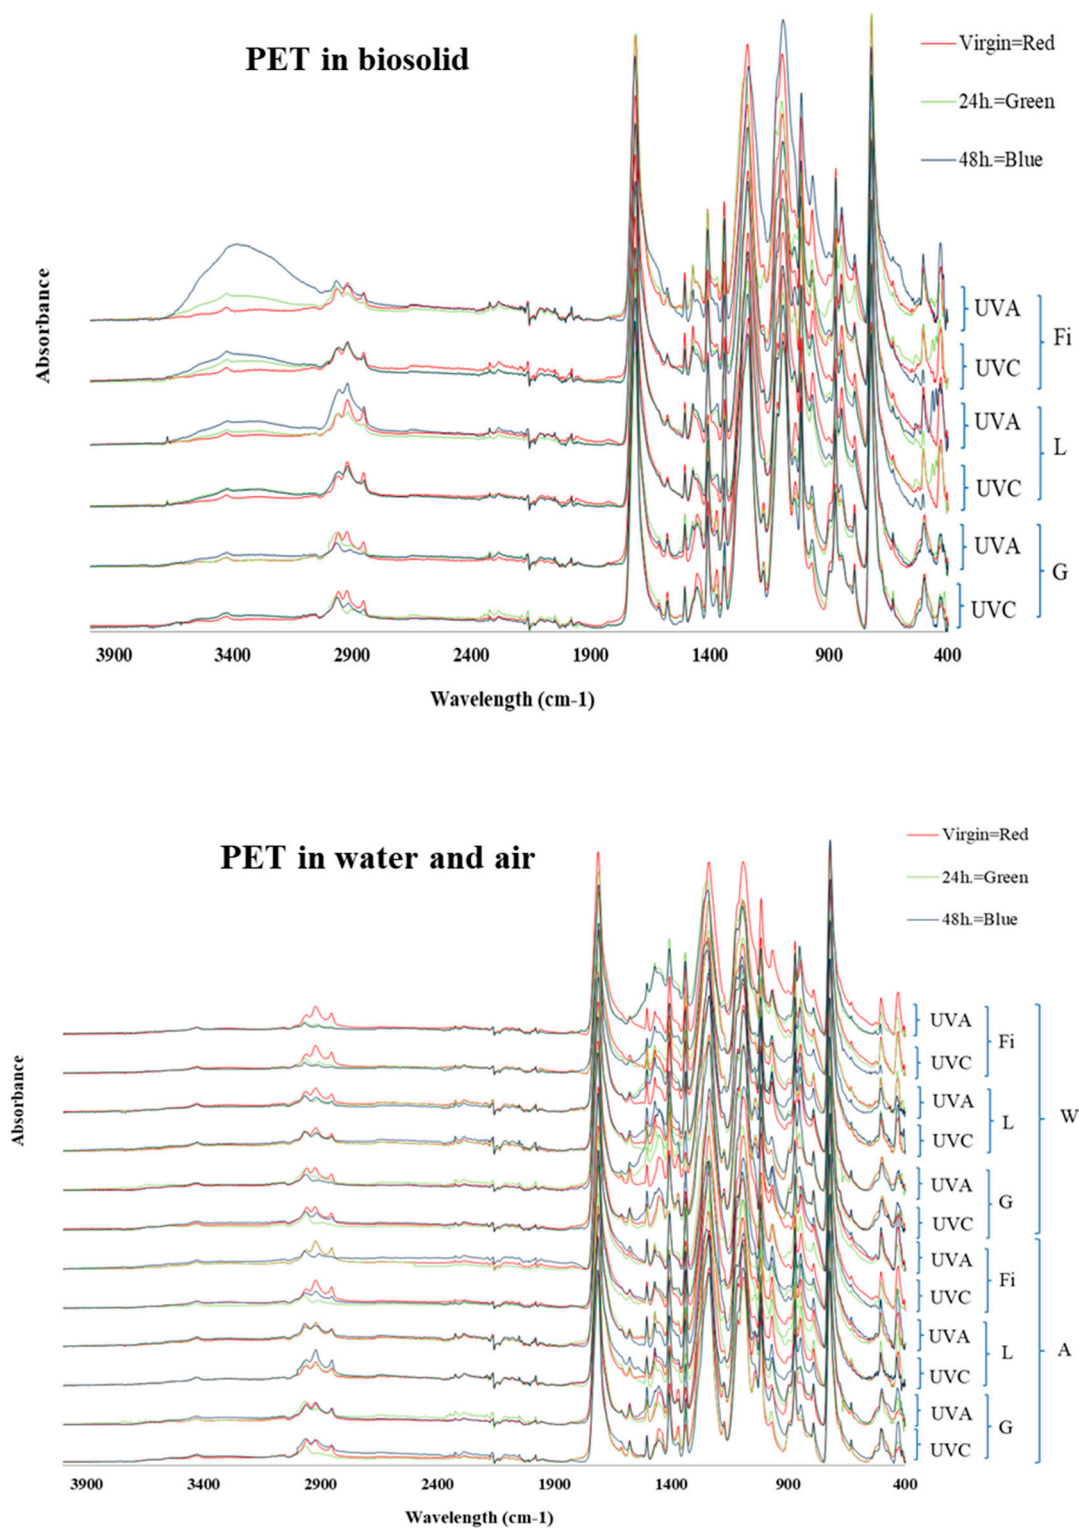 PET in biosolid
Virgin=Red
24h.=Green
48h.=Blue
Absorbance
UVA
Fi
UVC
UVA
L
UVC
UVA
G
UVC
3900 3400 2900 2400 1900 1400 900 400
Wavelength (cm-1)
PET in water and air
Virgin=Red
24h.=Green
48h.=Blue
Absorbance
UVA
Fi
UVC
UVA
L
W
UVC
UVA
G
UVC
UVA
Fi
UVC
UVA
L
A
UVC
UVA
G
UVC
3900 3400 2900 2400 1900 1400 900 400
Wavelength (cm-1)